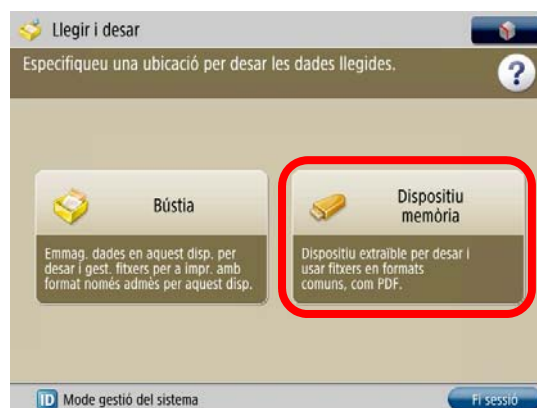 Llegir i desar
Especifiqueu una ubicació per desar les dades llegides.
?
Bústia
Emmag. dades en aquest disp. per
desar i gest. fitxers per a impr. amb
format només admès per aquest disp.
Dispositiu
memòria
Dispositiu extraïble per desar i
usar fitxers en formats
comuns, com PDF.
ID Mode gestió del sistema
Fi sessió